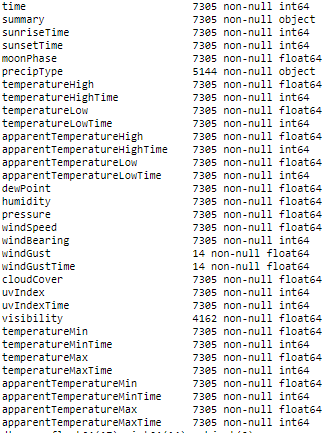 time 7305 non-null int64
summary 7305 non-null object
sunriseTime 7305 non-null int64
sunsetTime 7305 non-null int64
moonPhase 7305 non-null float64
precipType 5144 non-null object
temperatureHigh 7305 non-null float64
temperatureHighTime 7305 non-null int64
temperatureLow 7305 non-null float64
temperatureLowTime 7305 non-null int64
apparentTemperatureHigh 7305 non-null float64
apparentTemperatureHighTime 7305 non-null int64
apparentTemperatureLow 7305 non-null float64
apparentTemperatureLowTime 7305 non-null int64
dewPoint 7305 non-null float64
humidity 7305 non-null float64
pressure 7305 non-null float64
windSpeed 7305 non-null float64
windBearing 7305 non-null int64
windGust 14 non-null float64
windGustTime 14 non-null float64
cloudCover 7305 non-null float64
uvIndex 7305 non-null int64
uvIndexTime 7305 non-null int64
visibility 4162 non-null float64
temperatureMin 7305 non-null float64
temperatureMinTime 7305 non-null int64
temperatureMax 7305 non-null float64
temperatureMaxTime 7305 non-null int64
apparentTemperatureMin 7305 non-null float64
apparentTemperatureMinTime 7305 non-null int64
apparentTemperatureMax 7305 non-null float64
apparentTemperatureMaxTime 7305 non-null int64